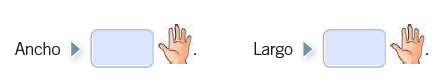 Ancho ▶ . Largo ▶ .